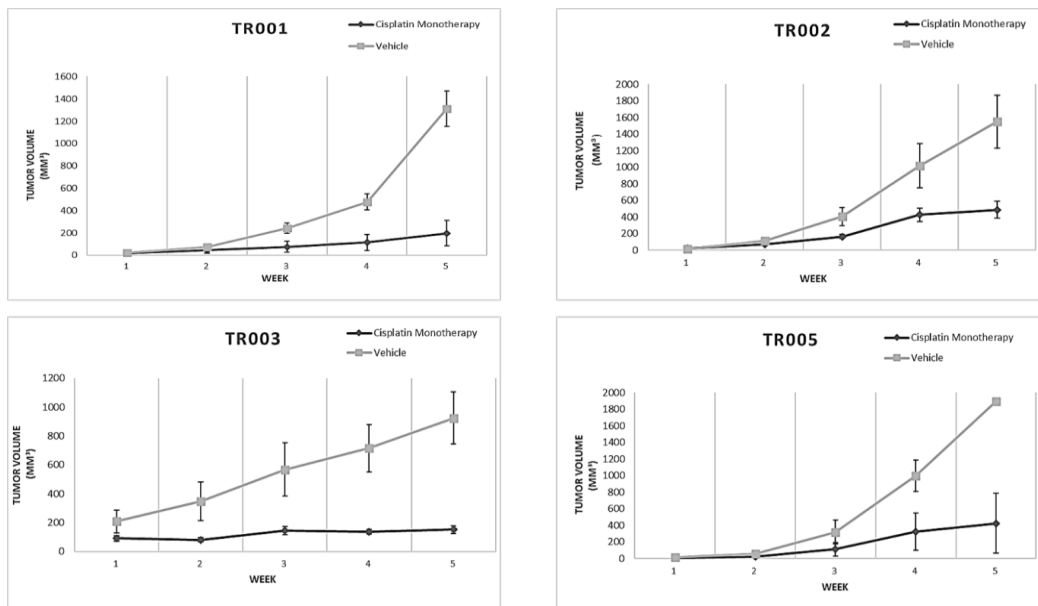 TR001
Cisplatin Monotherapy
Vehicle
TUMOR VOLUME
(MM³)
1600
1400
1200
1000
800
600
400
200
0
1 2 3 4 5
WEEK
TR002
Cisplatin Monotherapy
Vehicle
TUMOR VOLUME
(MM³)
2000
1800
1600
1400
1200
1000
800
600
400
200
0
1 2 3 4 5
WEEK
TR003
Cisplatin Monotherapy
Vehicle
TUMOR VOLUME
(MM³)
1200
1000
800
600
400
200
0
1 2 3 4 5
WEEK
TR005
Cisplatin Monotherapy
Vehicle
TUMOR VOLUME
(MM³)
2000
1800
1600
1400
1200
1000
800
600
400
200
0
1 2 3 4 5
WEEK